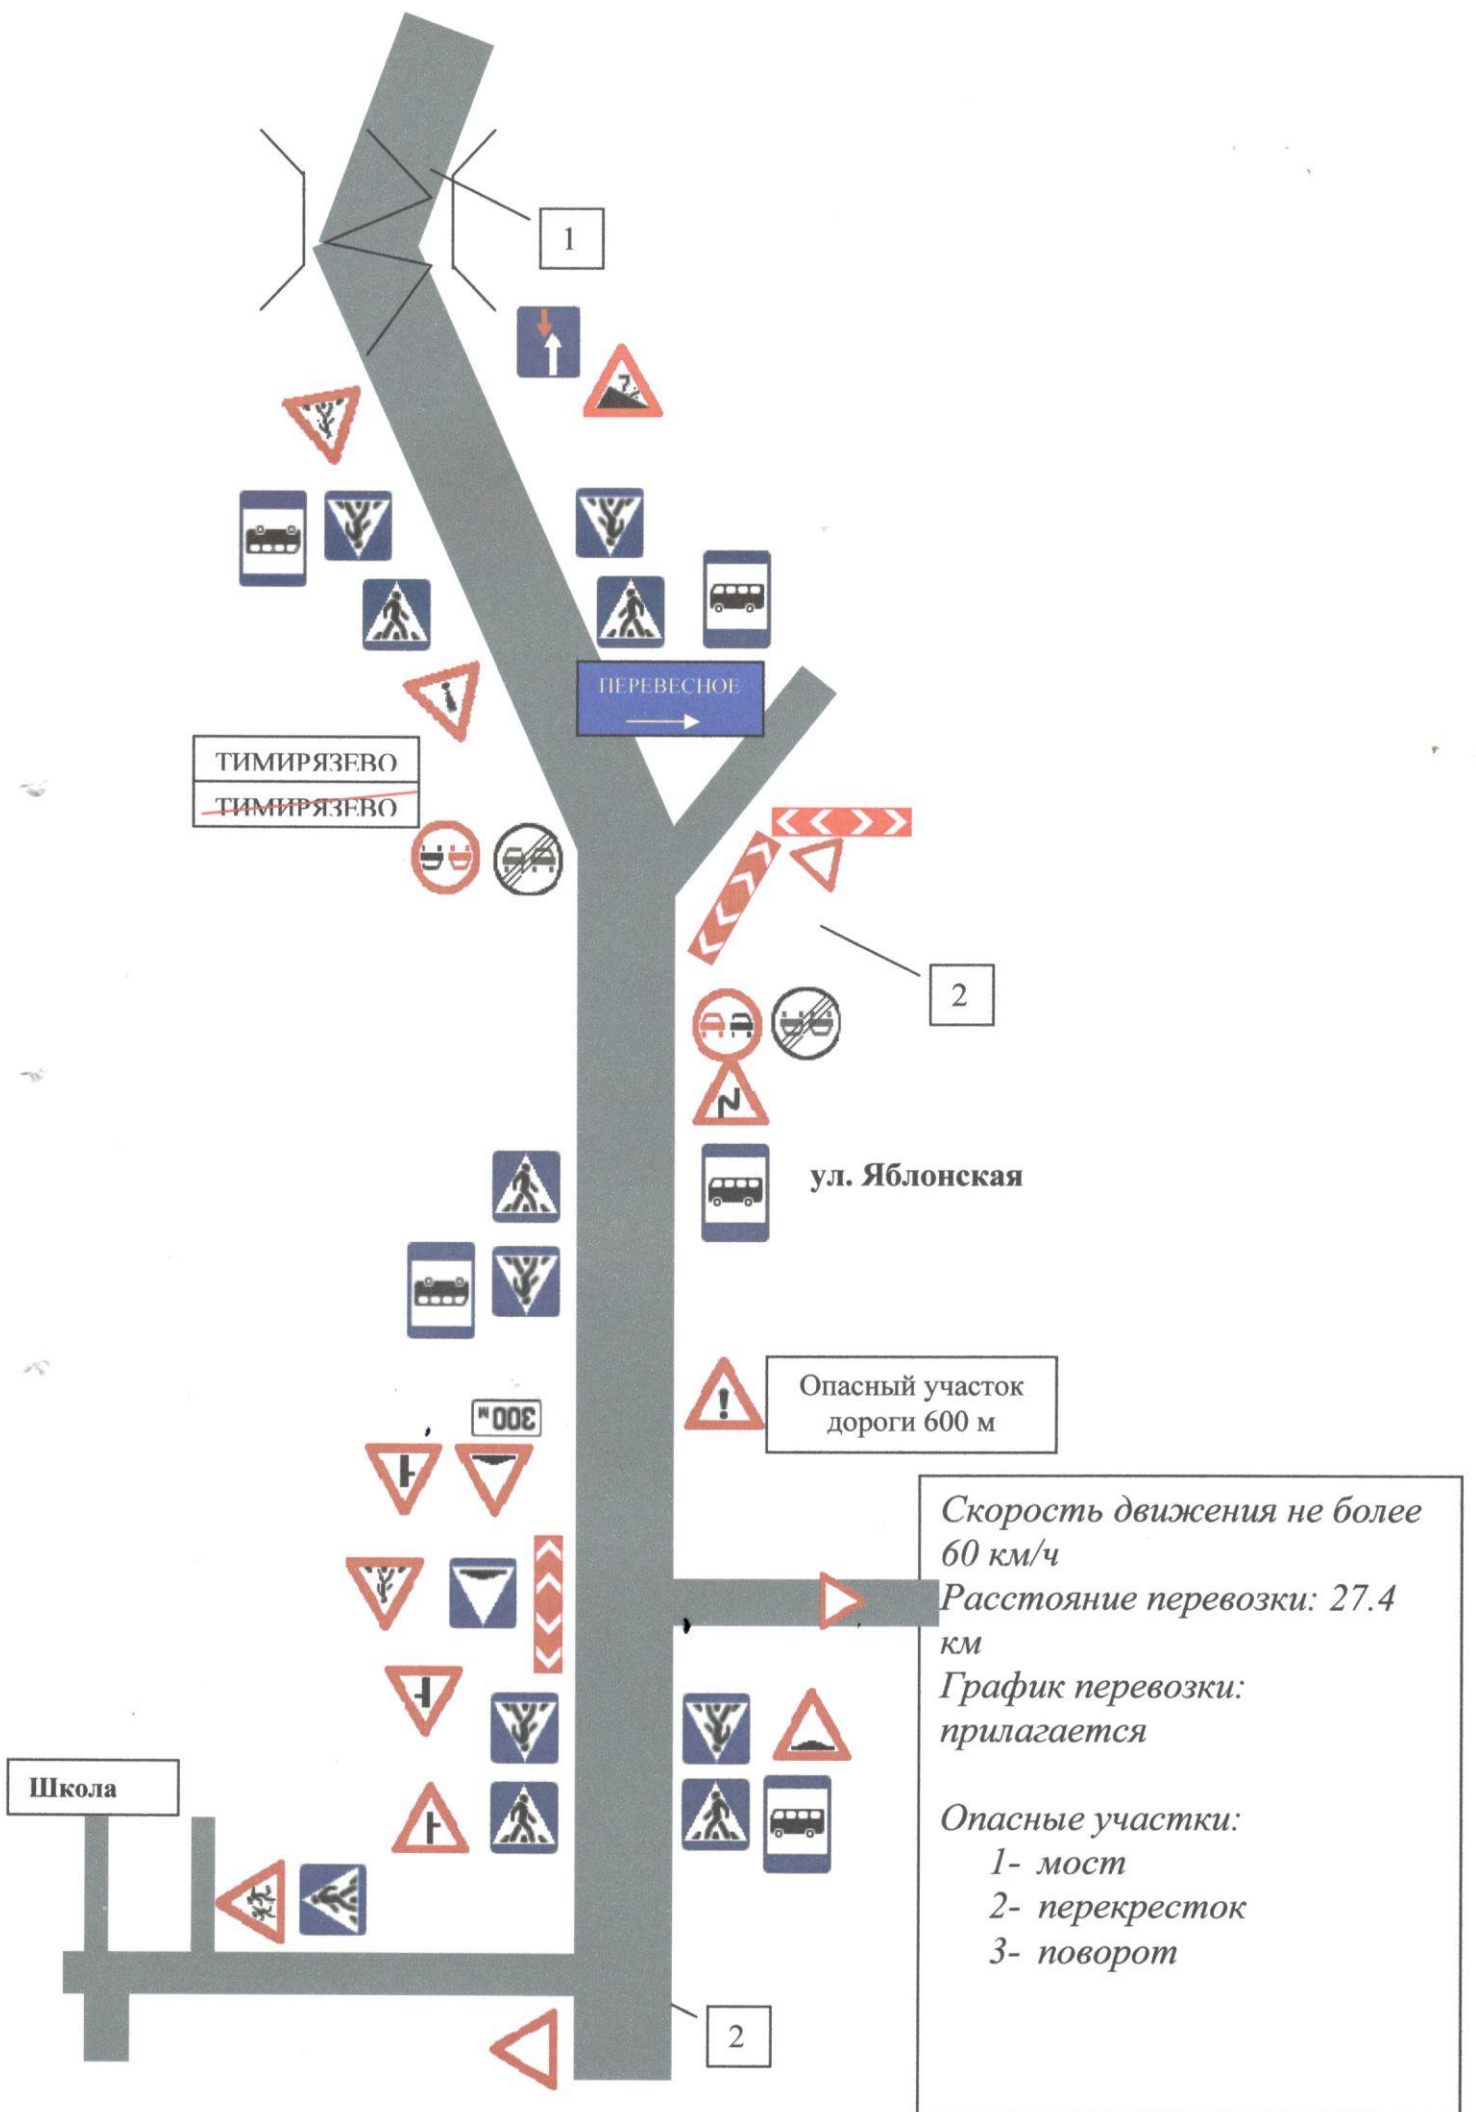 1
ПЕРЕВЕСНОЕ
ТИМИРЯЗЕВО
ТИМИРЯЗЕВО
2
ул. Яблонская
300 м
Опасный участок
дороги 600 м
Скорость движения не более
60 км/ч
Расстояние перевозки: 27.4
км
График перевозки:
прилагается
Опасные участки:
1- мост
2- перекресток
3- поворот
Школа
2